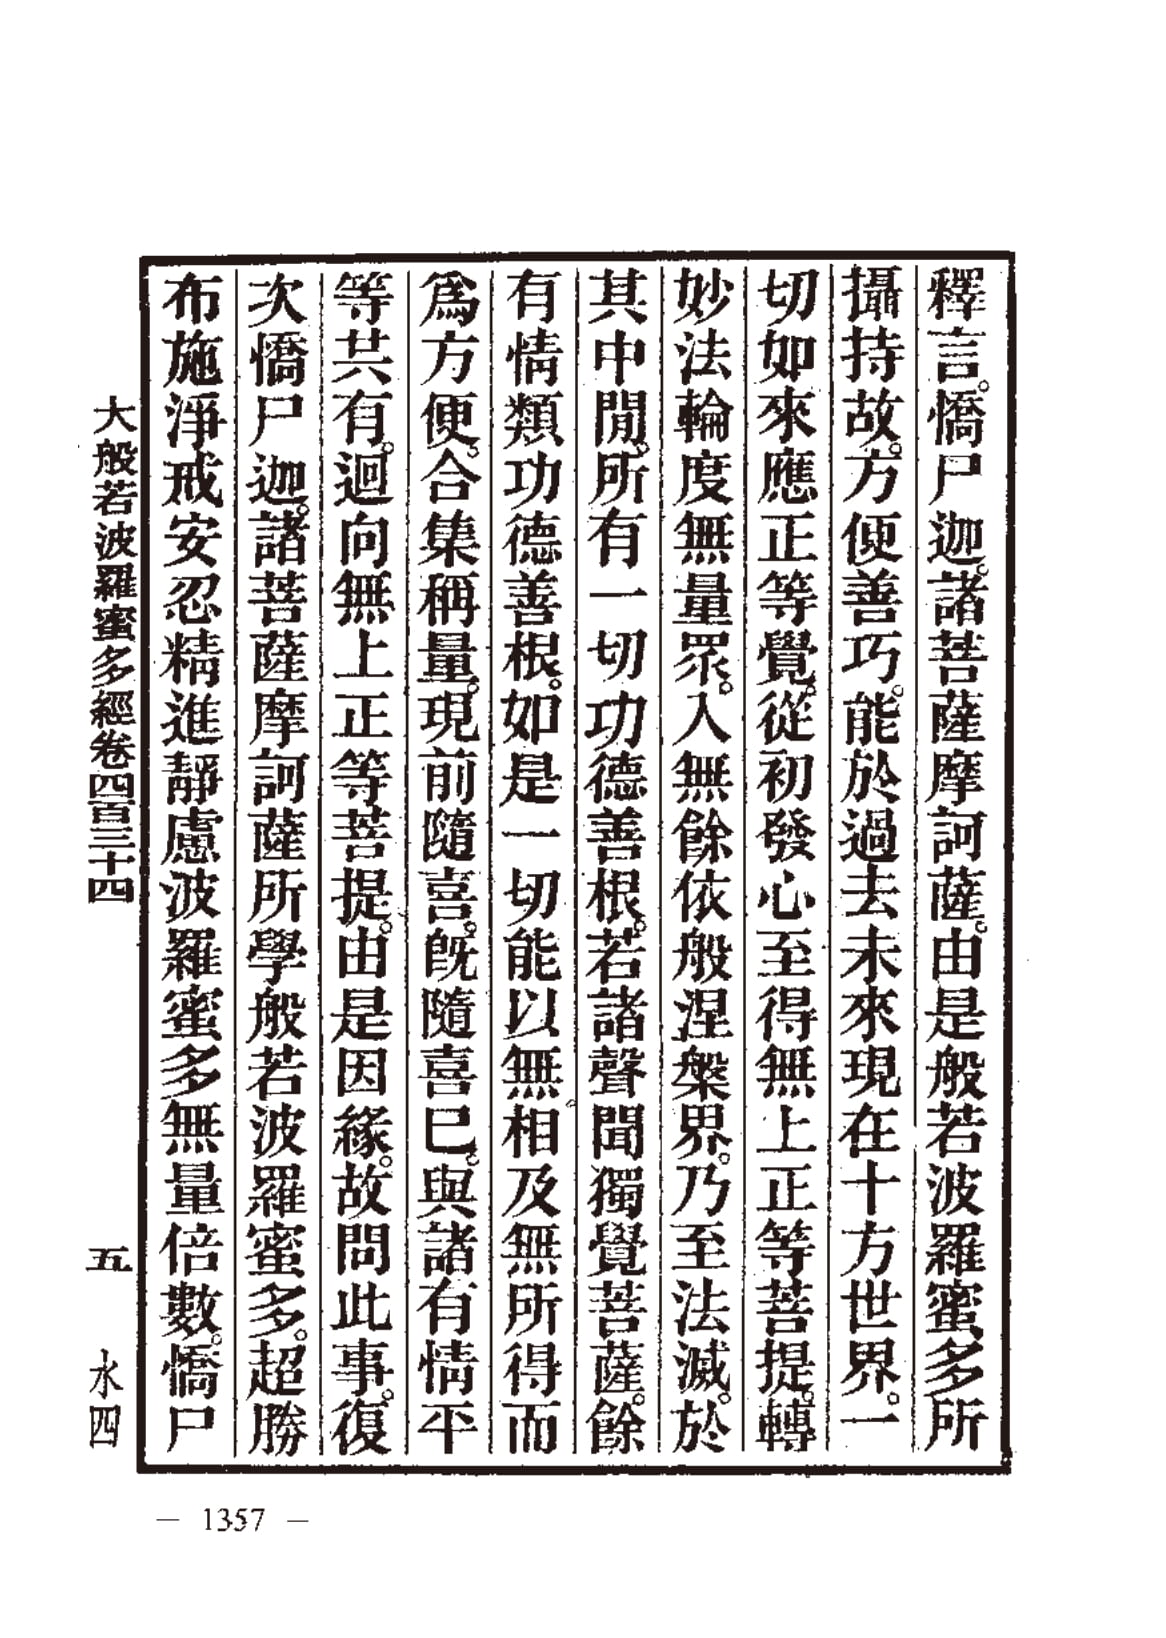 釋言。憍尸迦。諸菩薩摩訶薩。由是般若波羅蜜多所
攝持故。方便善巧。能於過去未來現在十方世界。一
切如來應正等覺。從初發心至得無上正等菩提。轉
妙法輪度無量眾。入無餘依般涅槃界。乃至法滅。於
其中閒。所有一切功德善根。若諸聲聞獨覺菩薩。餘
有情類功德善根。如是一切能以無相及無所得而
爲方便。合集稱量。現前隨喜。旣隨喜已。與諸有情平
等共有。迴向無上正等菩提。由是因緣。故問此事。復
次憍尸迦。諸菩薩摩訶薩所學般若波羅蜜多。超勝
布施淨戒安忍精進靜慮波羅蜜多無量倍數。憍尸
大般若波羅蜜多經卷四百三十四 五 水四
— 1357 —